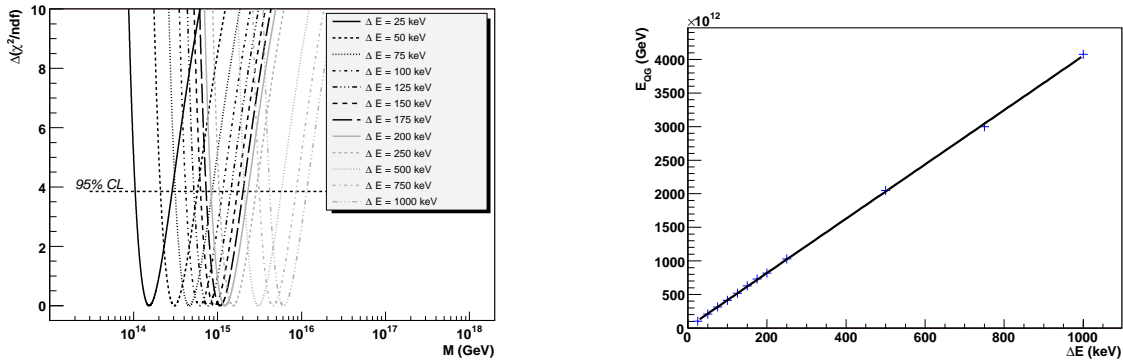 Δ(χ²/ndf)
10
8
6
4
2
0
95% CL
Δ E = 25 keV
Δ E = 50 keV
Δ E = 75 keV
Δ E = 100 keV
Δ E = 125 keV
Δ E = 150 keV
Δ E = 175 keV
Δ E = 200 keV
Δ E = 250 keV
Δ E = 500 keV
Δ E = 750 keV
Δ E = 1000 keV
10¹⁴ 10¹⁵ 10¹⁶ 10¹⁷ 10¹⁸
M (GeV)
×10¹²
E_QG (GeV)
4000
3500
3000
2500
2000
1500
1000
500
0
0 200 400 600 800 1000
ΔE (keV)